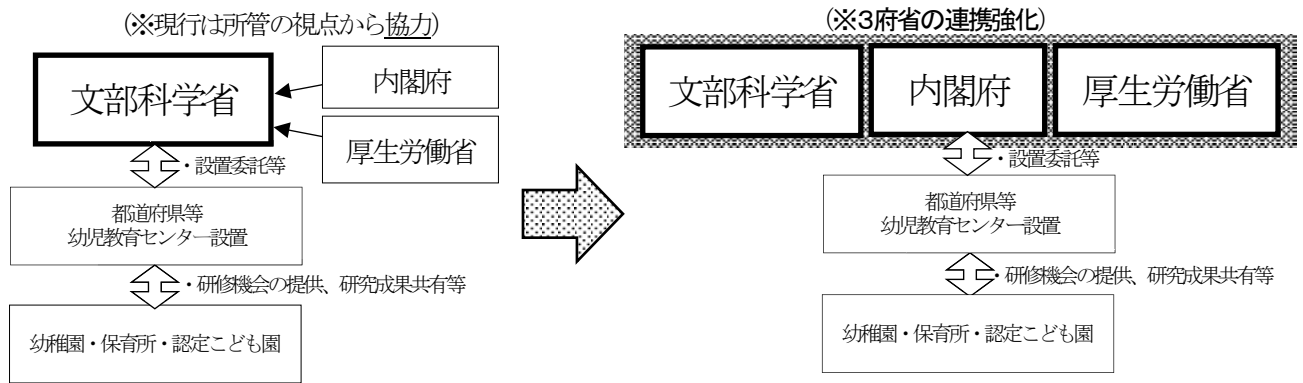 (※現行は所管の視点から協力)
文部科学省
内閣府
厚生労働省
・設置委託等
都道府県等
幼児教育センター設置
・研修機会の提供、研究成果共有等
幼稚園・保育所・認定こども園
(※3府省の連携強化)
文部科学省
内閣府
厚生労働省
・設置委託等
都道府県等
幼児教育センター設置
・研修機会の提供、研究成果共有等
幼稚園・保育所・認定こども園